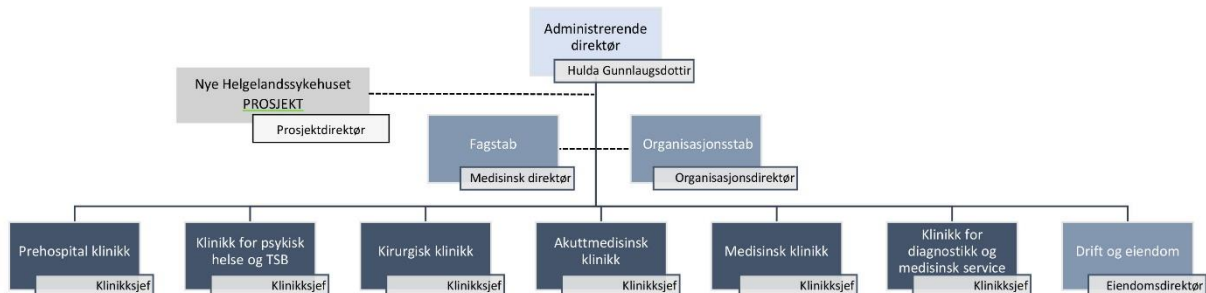 Administrerende
direktør
Hulda Gunnlaugsdottir
Nye Helgelandssykehuset
PROSJEKT
Prosjektdirektør
Fagstab
Medisinsk direktør
Organisasjonsstab
Organisasjonsdirektør
Prehospital klinikk
Klinikksjef
Klinikk for psykisk
helse og TSB
Klinikksjef
Kirurgisk klinikk
Klinikksjef
Akuttmedisinsk
klinikk
Klinikksjef
Medisinsk klinikk
Klinikksjef
Klinikk for
diagnostikk og
medisinsk service
Klinikksjef
Drift og eiendom
Eiendomsdirektør